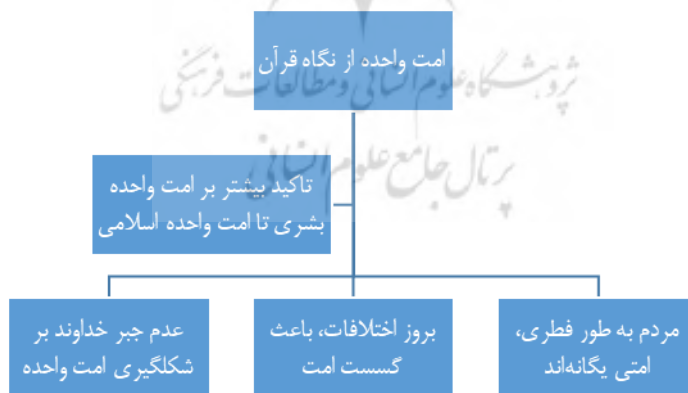 امت واحده از نگاه قرآن
پژوهشگاه علوم انسانی و مطالعات فرهنگی
پرتال جامع علوم انسانی
تاکید بیشتر بر امت واحده
بشری تا امت واحده اسلامی
مردم به طور فطری،
امتی یگانه‌اند
بروز اختلافات، باعث
گسست امت
عدم جبر خداوند بر
شکلگیری امت واحده